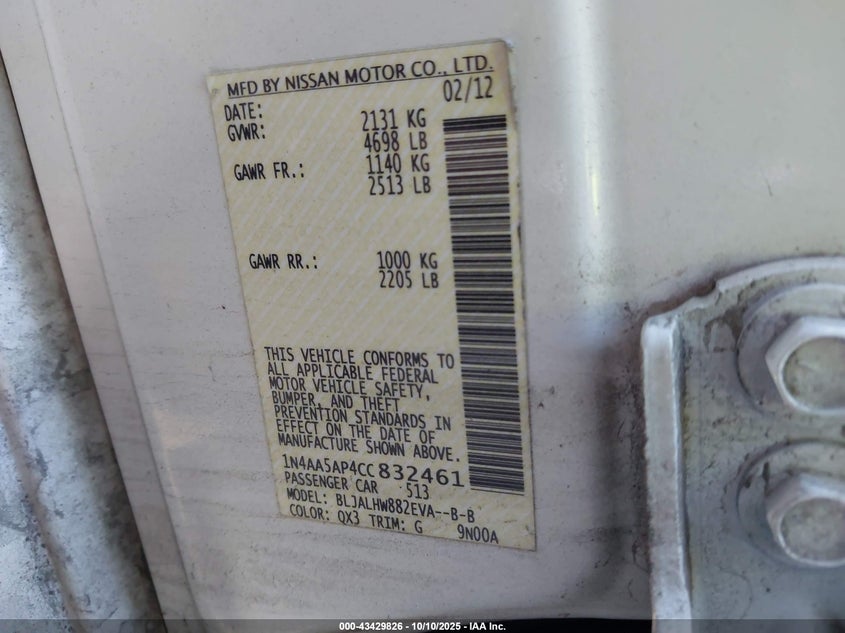 MFD BY NISSAN MOTOR CO., LTD.
DATE: 02/12
GVWR: 2131 KG
4698 LB
GAWR FR.: 1140 KG
2513 LB
GAWR RR.: 1000 KG
2205 LB
THIS VEHICLE CONFORMS TO
ALL APPLICABLE FEDERAL
MOTOR VEHICLE SAFETY,
BUMPER, AND THEFT
PREVENTION STANDARDS IN
EFFECT ON THE DATE OF
MANUFACTURE SHOWN ABOVE.
1N4AA5AP4CC832461
PASSENGER CAR 513
MODEL: BLJALHW882EVA--B-B
COLOR: QX3 TRIM: G 9N00A
000-43429826 - 10/10/2025 - IAA Inc.